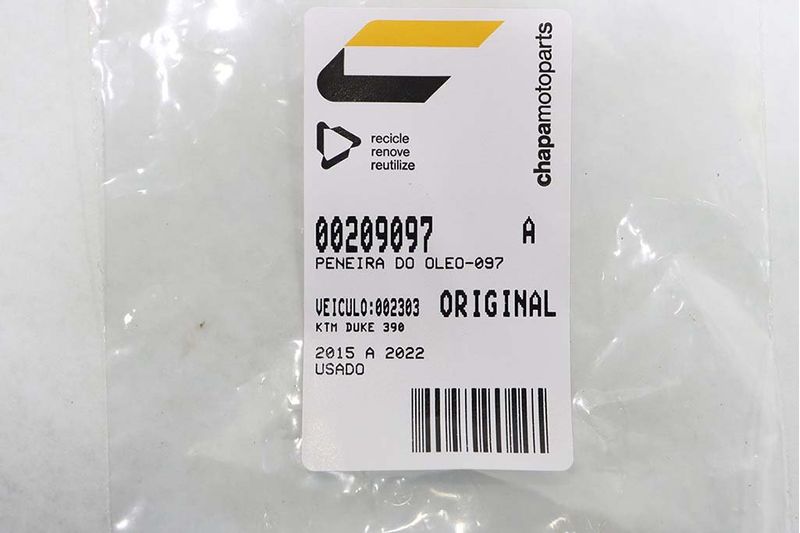 chapamotoparts
recicle
renove
reutilize
00209097 A
PENEIRA DO OLEO-097
VEICULO:002303 ORIGINAL
KTM DUKE 390
2015 A 2022
USADO